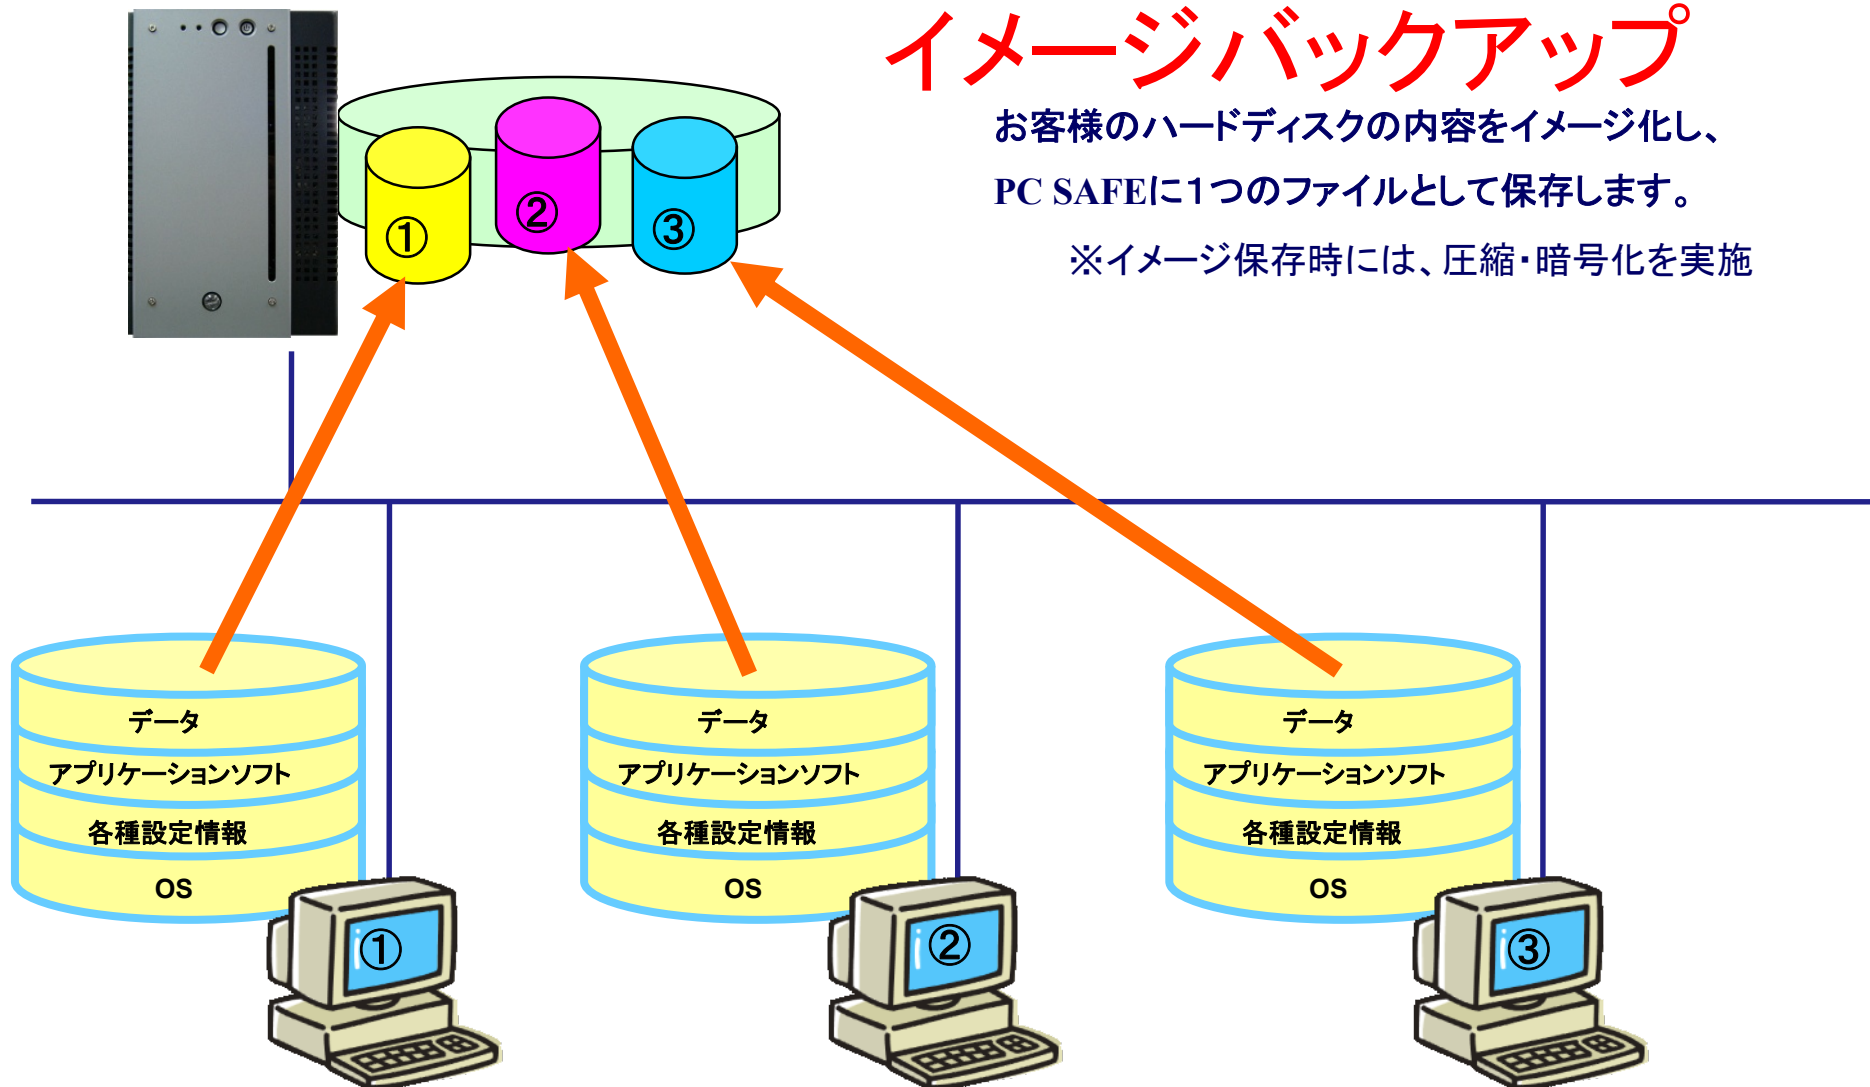 イメージバックアップ
お客様のハードディスクの内容をイメージ化し、
PC SAFEに１つのファイルとして保存します。
※イメージ保存時には、圧縮・暗号化を実施
①
②
③
データ
アプリケーションソフト
各種設定情報
OS
①
データ
アプリケーションソフト
各種設定情報
OS
②
データ
アプリケーションソフト
各種設定情報
OS
③